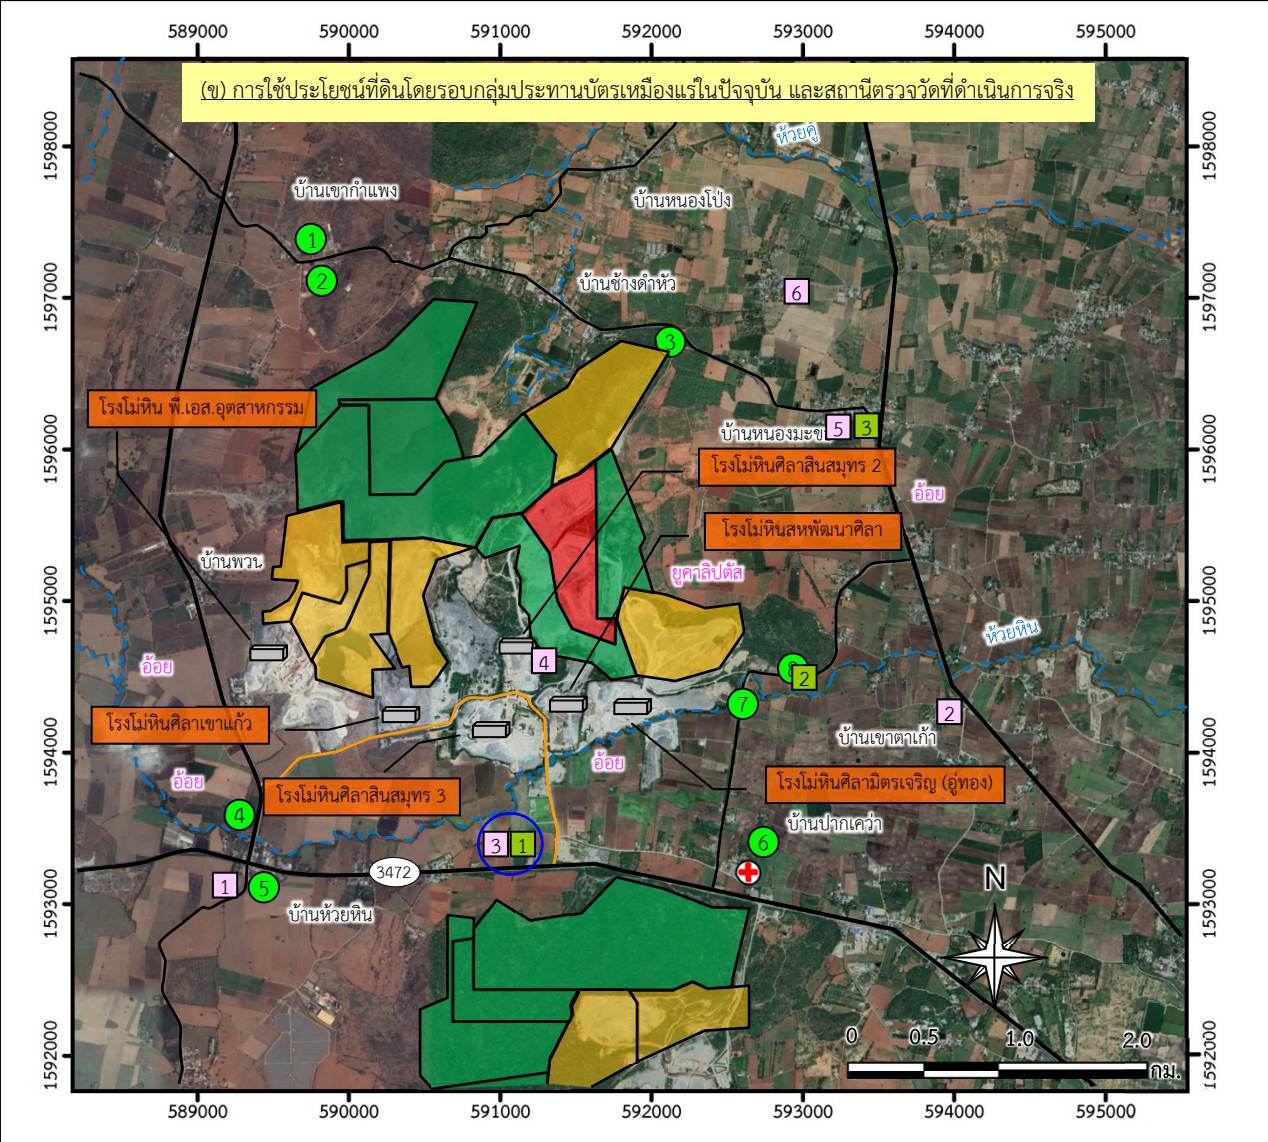 589000 590000 591000 592000 593000 594000 595000
(ข) การใช้ประโยชน์ที่ดินโดยรอบกลุ่มประทานบัตรเหมืองแร่ในปัจจุบัน และสถานีตรวจวัดที่ดำเนินการจริง
1598000
1598000
ห้วยคู้
บ้านเขากำแพง
บ้านหนองโป่ง
1
2
บ้านช้างดำหัว
6
1597000
1597000
3
โรงโม่หิน พี.เอส.อุตสาหกรรม
บ้านหนองมะข
5
3
1596000
1596000
โรงโม่หินศิลาสินสมุทร 2
อ้อย
โรงโม่หินสหพัฒนาศิลา
บ้านพวน
ยูคาลิปตัส
1595000
1595000
ห้วยหิน
อ้อย
4
8
2
7
2
โรงโม่หินศิลาเขาแก้ว
บ้านเขาตาเก้า
1594000
1594000
อ้อย
อ้อย
โรงโม่หินศิลาสินสมุทร 3
โรงโม่หินศิลามิตรเจริญ (อู่ทอง)
4
บ้านปากเคว่า
3
1
6
3472
1
5
N
บ้านห้วยหิน
1593000
1593000
0 0.5 1.0 2.0
กม.
1592000
1592000
589000 590000 591000 592000 593000 594000 595000